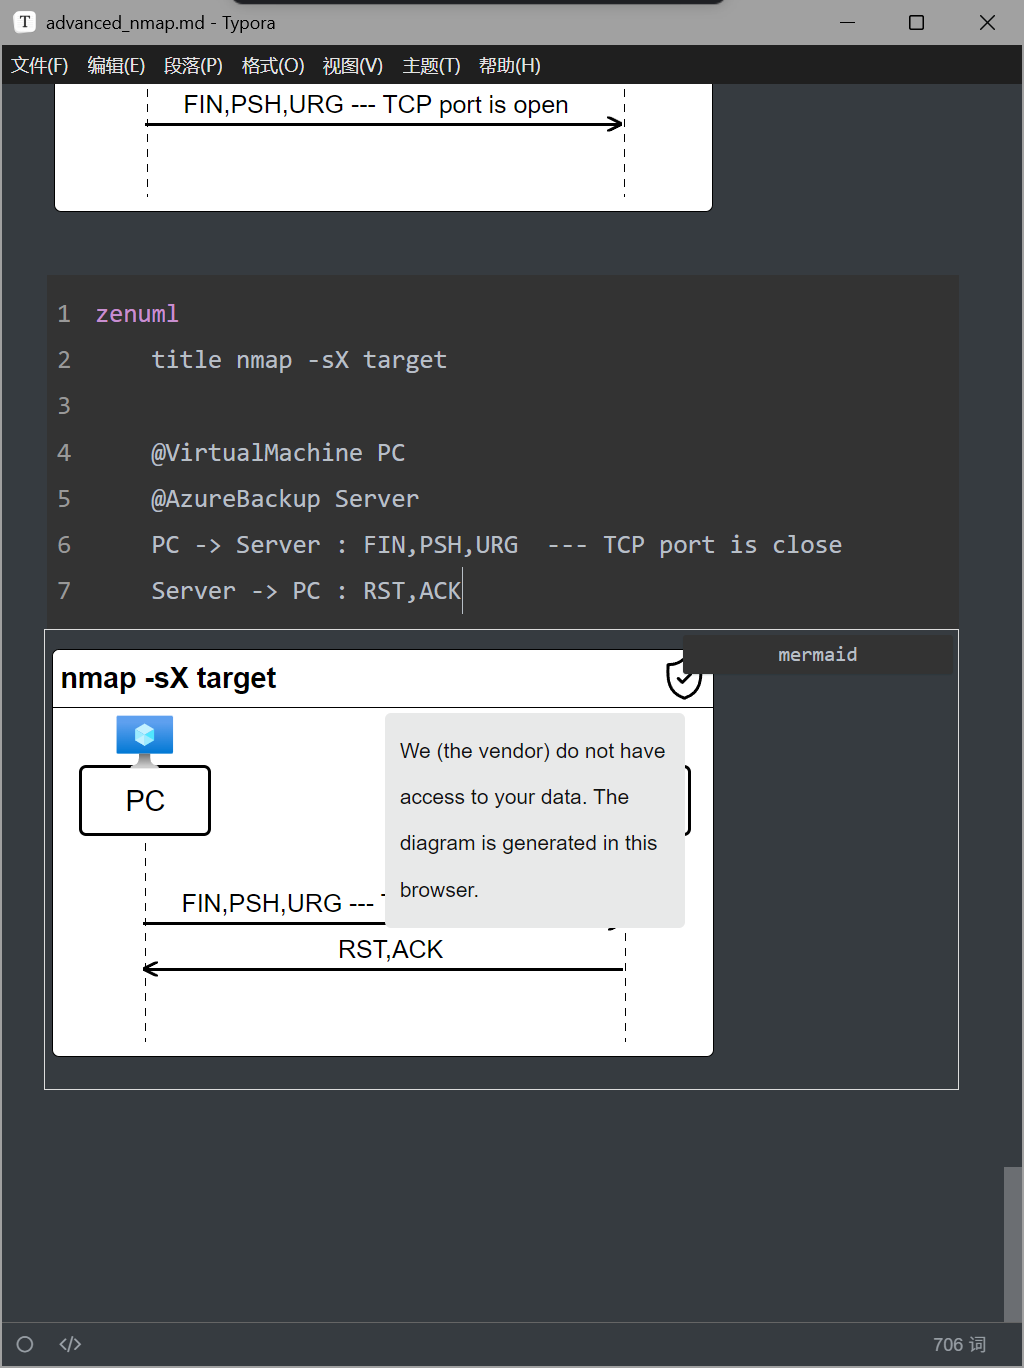 T advanced_nmap.md - Typora
文件(F) 编辑(E) 段落(P) 格式(O) 视图(V) 主题(T) 帮助(H)
FIN,PSH,URG --- TCP port is open
1 zenuml
2 title nmap -sX target
3
4 @VirtualMachine PC
5 @AzureBackup Server
6 PC -> Server : FIN,PSH,URG  --- TCP port is close
7 Server -> PC : RST,ACK
mermaid
nmap -sX target
We (the vendor) do not have
access to your data. The
diagram is generated in this
browser.
PC
FIN,PSH,URG ---
RST,ACK
</> 706 词